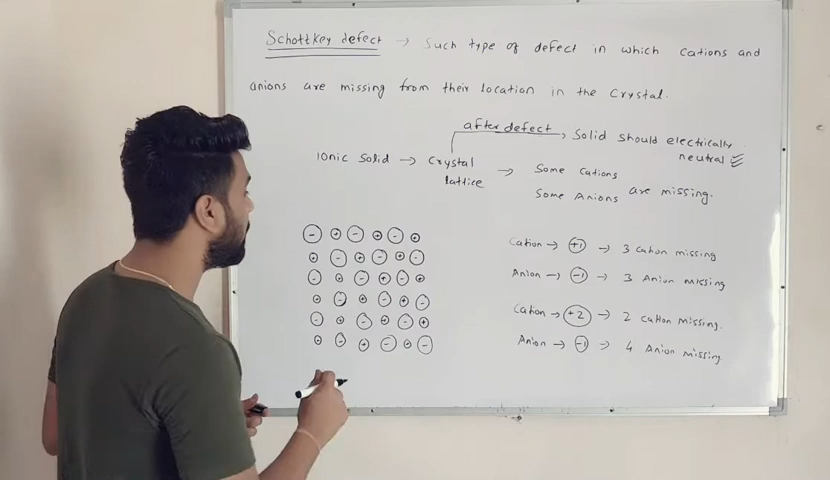 Schottkey defect → Such type of defect in which cations and
anions are missing from their location in the crystal.
after defect, Solid should electrically
neutral
Ionic solid → Crystal → Some Cations
lattice Some Anions are missing.
- + - + - +
+ - + - + -
- + - + - +
+ - + - + -
- + - + - +
+ - + - + -
Cation → +1 → 3 cation missing
Anion → -1 → 3 Anion missing
Cation → +2 → 2 cation missing.
Anion → -1 → 4 Anion missing